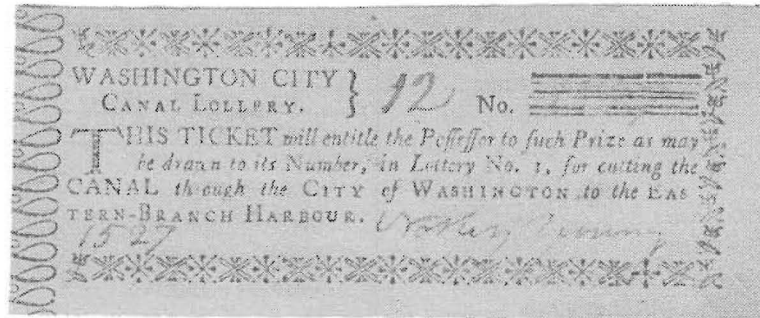 WASHINGTON CITY } 12 No.
CANAL LOTTERY.
THIS TICKET will entitle the Poſſeſſor to ſuch Prize as may
be drawn to its Number, in Lottery No. 1, for cutting the
CANAL through the CITY of WASHINGTON to the EAS
TERN-BRANCH HARBOUR.
1527